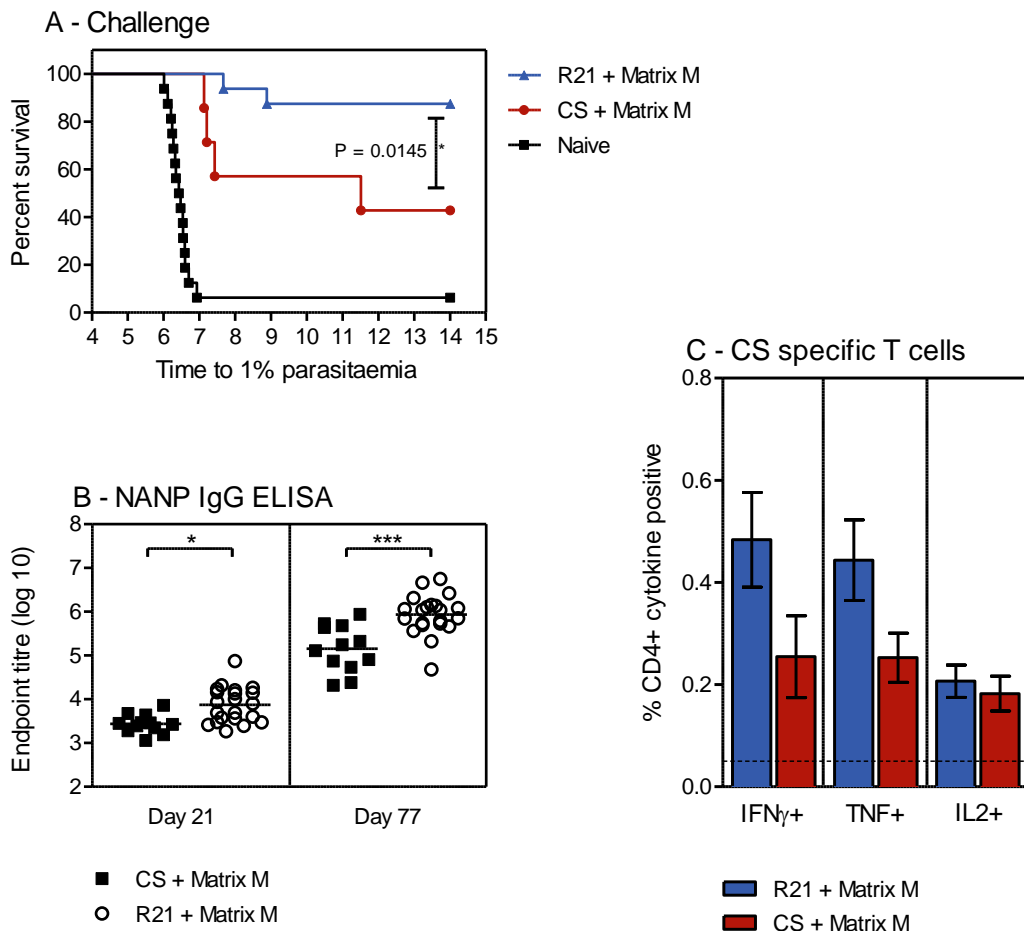 A - Challenge
100
80
60
40
20
0
Percent survival
P = 0.0145 *
4 5 6 7 8 9 10 11 12 13 14 15
Time to 1% parasitaemia
R21 + Matrix M
CS + Matrix M
Naive
B - NANP IgG ELISA
8
7
6
5
4
3
2
Endpoint titre (log 10)
*
***
Day 21 Day 77
CS + Matrix M
R21 + Matrix M
C - CS specific T cells
0.8
0.6
0.4
0.2
0.0
% CD4+ cytokine positive
IFNγ+ TNF+ IL2+
R21 + Matrix M
CS + Matrix M